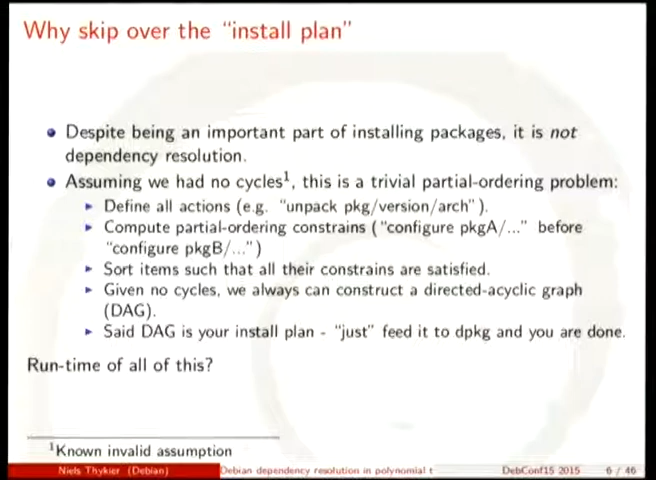 Why skip over the “install plan”
Despite being an important part of installing packages, it is not
dependency resolution.
Assuming we had no cycles¹, this is a trivial partial-ordering problem:
Define all actions (e.g. “unpack pkg/version/arch”).
Compute partial-ordering constrains (“configure pkgA/...” before
“configure pkgB/...”)
Sort items such that all their constrains are satisfied.
Given no cycles, we always can construct a directed-acyclic graph
(DAG).
Said DAG is your install plan - “just” feed it to dpkg and you are done.
Run-time of all of this?
¹Known invalid assumption
Niels Thykier (Debian) Debian dependency resolution in polynomial t DebConf15 2015 6 / 46